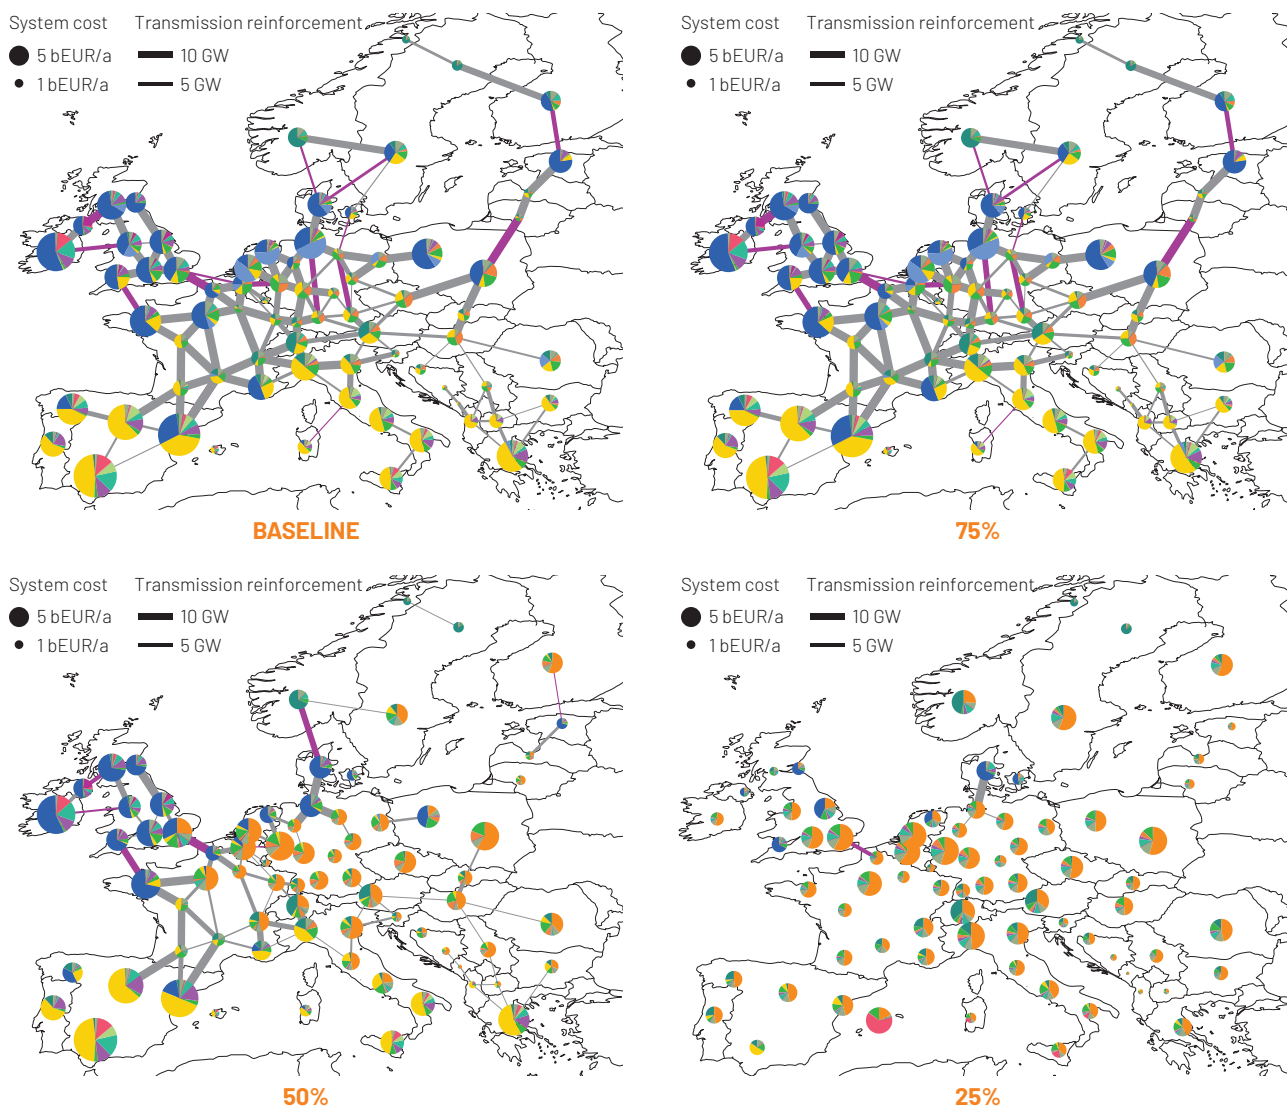 System cost Transmission reinforcement
5 bEUR/a 10 GW
1 bEUR/a 5 GW
BASELINE
System cost Transmission reinforcement
5 bEUR/a 10 GW
1 bEUR/a 5 GW
75%
System cost Transmission reinforcement
5 bEUR/a 10 GW
1 bEUR/a 5 GW
50%
System cost Transmission reinforcement
5 bEUR/a 10 GW
1 bEUR/a 5 GW
25%